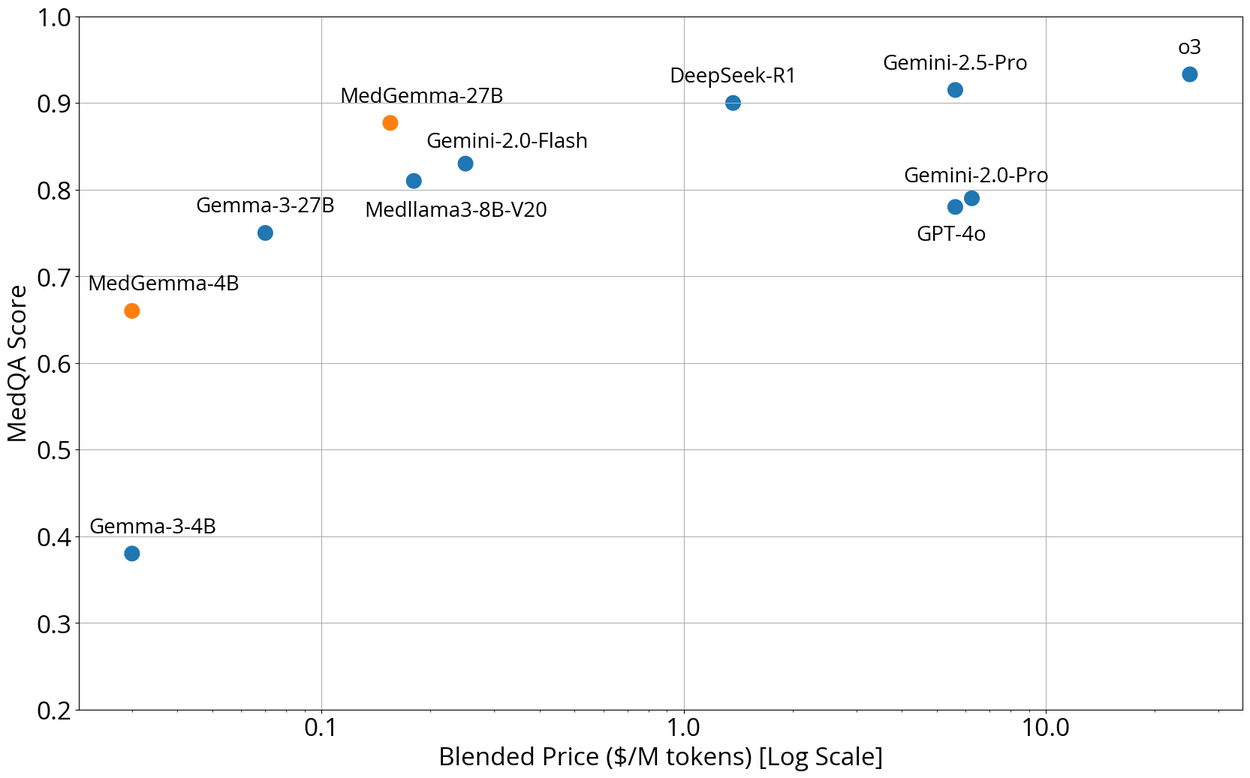 1.0
0.9
0.8
0.7
0.6
0.5
0.4
0.3
0.2
MedQA Score
o3
Gemini-2.5-Pro
DeepSeek-R1
MedGemma-27B
Gemini-2.0-Flash
Gemini-2.0-Pro
Gemma-3-27B
Medllama3-8B-V20
GPT-4o
MedGemma-4B
Gemma-3-4B
0.1
1.0
10.0
Blended Price ($/M tokens) [Log Scale]